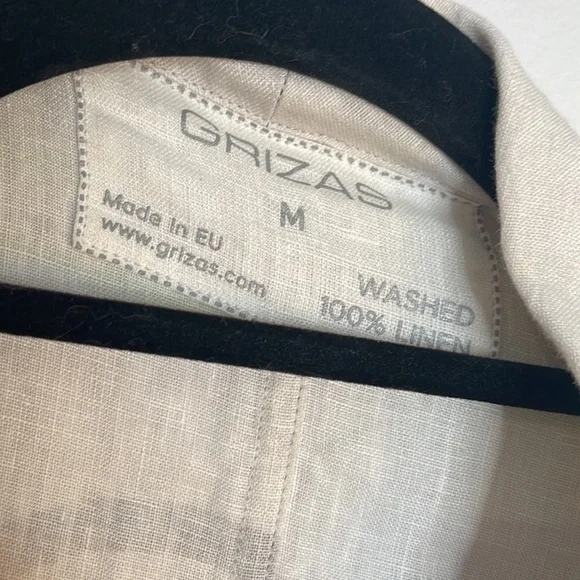 GRIZAS
M
Made in EU
www.grizas.com
WASHED
100% LINEN